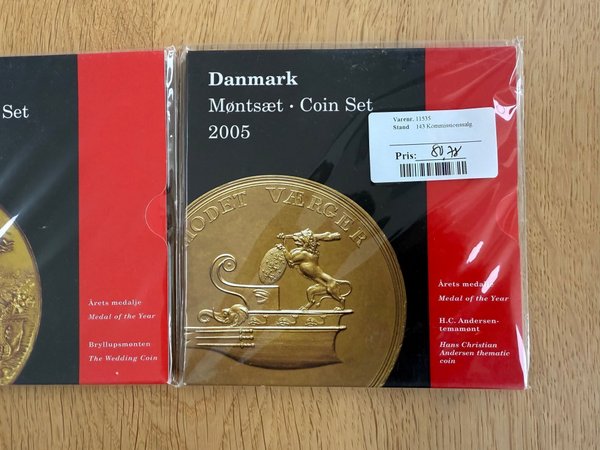 Set
Årets medalje
Medal of the Year
Bryllupsmønten
The Wedding Coin
Danmark
Møntsæt · Coin Set
2005
Varenr. 11535
Stand 143 Kommissionssalg.
Pris:
MODET VÆRGER
Årets medalje
Medal of the Year
H.C. Andersen-
temamønt
Hans Christian
Andersen thematic
coin